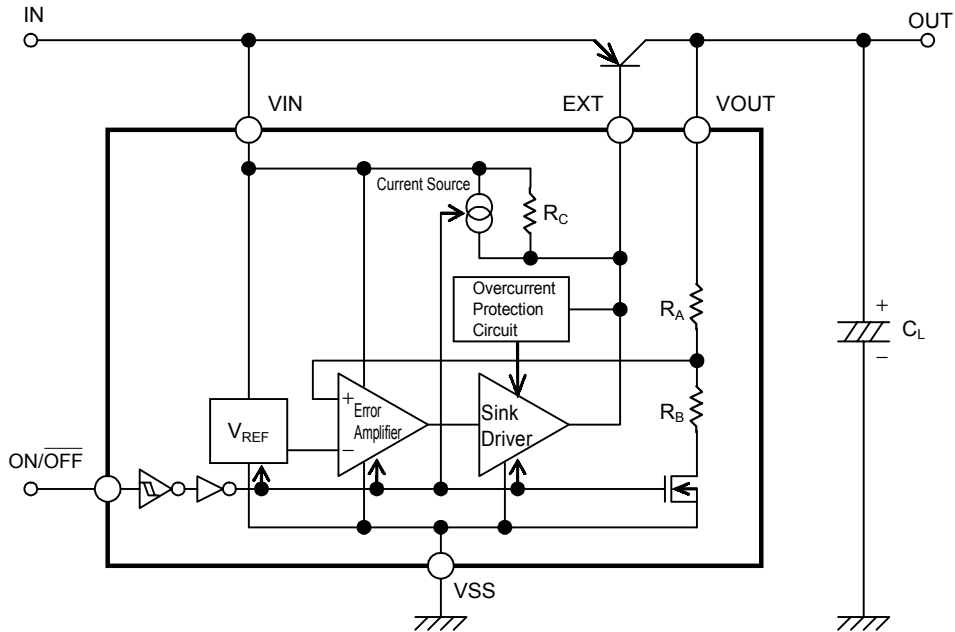 IN
OUT
VIN
EXT
VOUT
Current Source
RC
Overcurrent
Protection
Circuit
RA
+
CL
−
+
Error
Amplifier
−
Sink
Driver
RB
VREF
ON/OFF
VSS